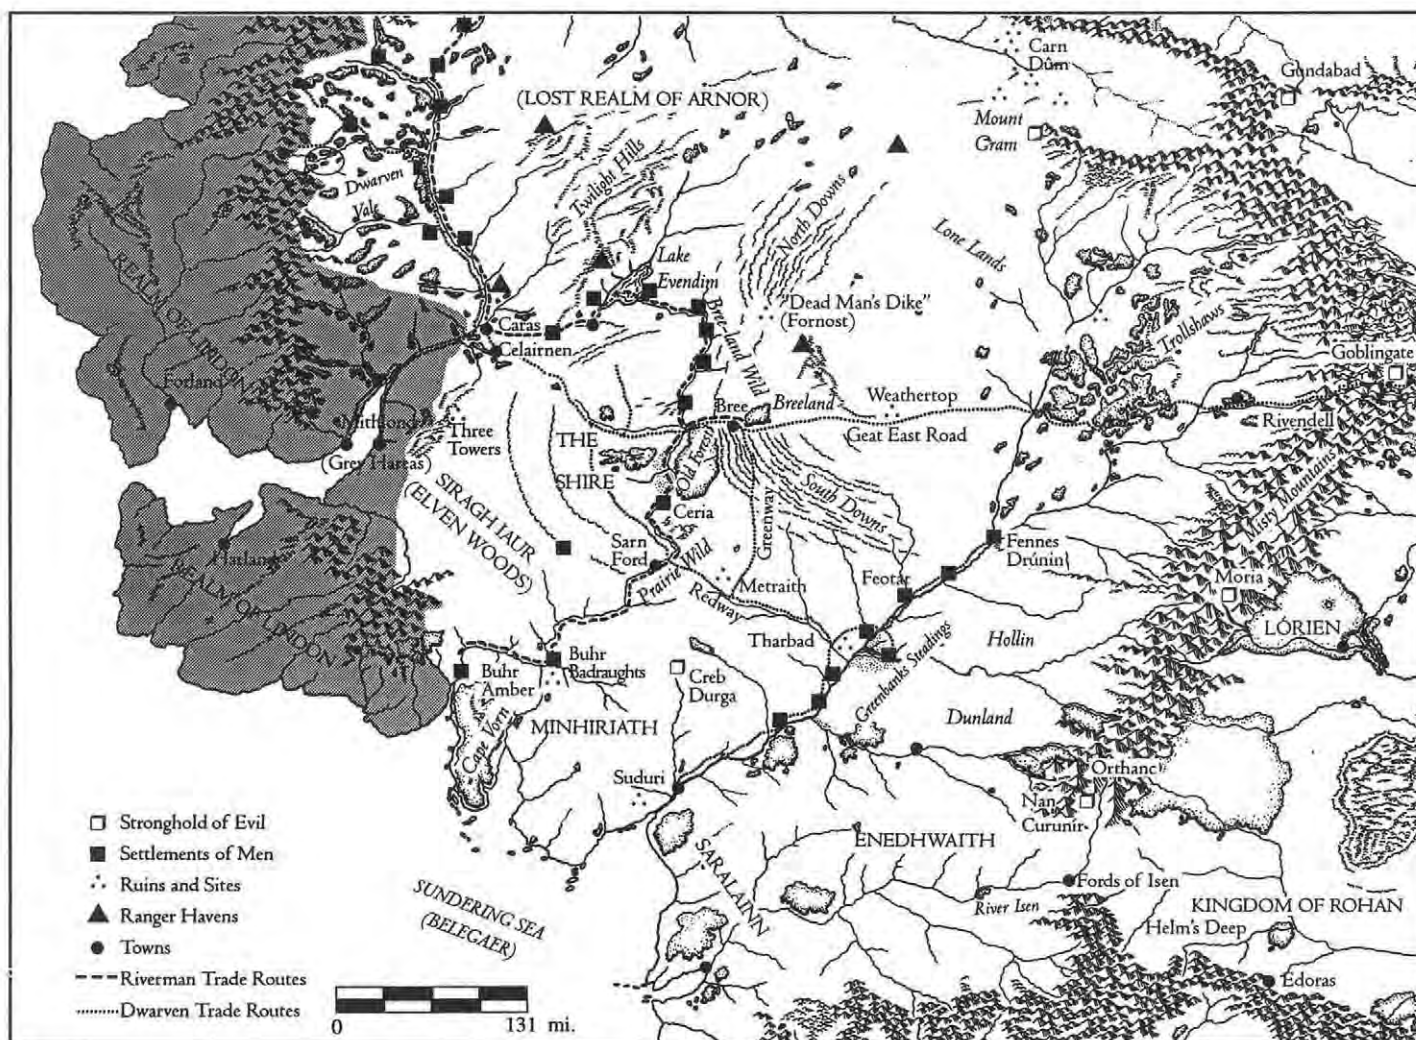 Carn
Dûm
Gundabad
(LOST REALM OF ARNOR)
Mount
Gram
Twilight Hills
Dwarven
Vale
North Downs
Lone Lands
Lake
Evendim
REALM OF LINDON
"Dead Man's Dike"
(Fornost)
Caras
Celairnen
Bree-land Wild
Trollshaws
Goblingate
Forland
Weathertop
Breeland
Bree
Mithlond
(Grey Havens)
Three
Towers
THE
SHIRE
Old Forest
Geat East Road
Rivendell
SIRAGH IAUR
(ELVEN WOODS)
South Downs
Misty Mountains
Ceria
Greenway
Harland
Sarn
Ford
Fennes
Drúnin
REALM OF LINDON
Prairie Wild
Metraith
Redway
Feotar
Moria
LÓRIEN
Tharbad
Hollin
Buhr
Badraughts
Buhr
Amber
Creb
Durga
Greenbanks Steadings
Cape Vorn
MINHIRIATH
Dunland
Suduri
Orthanc
Nan
Curunír
ENEDHWAITH
SARALAINN
Fords of Isen
River Isen
KINGDOM OF ROHAN
Helm's Deep
Edoras
SUNDERING SEA
(BELEGAER)
Stronghold of Evil
Settlements of Men
Ruins and Sites
Ranger Havens
Towns
Riverman Trade Routes
Dwarven Trade Routes
0 131 mi.